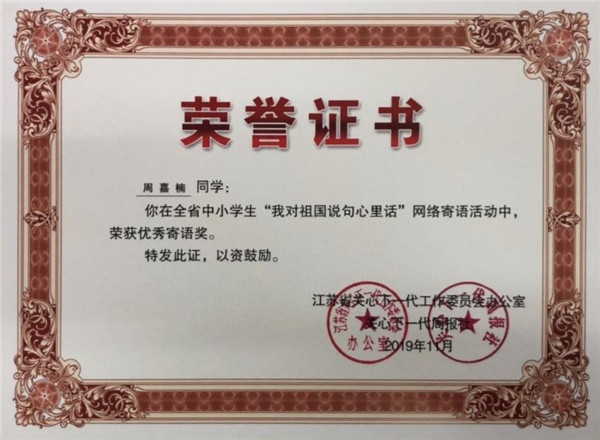 荣誉证书
周嘉楠 同学：
你在全省中小学生“我对祖国说句心里话”网络寄语活动中，
荣获优秀寄语奖。
特发此证，以资鼓励。
江苏省关心下一代工作委员会办公室
关心下一代周报社
2019年11月
办公室